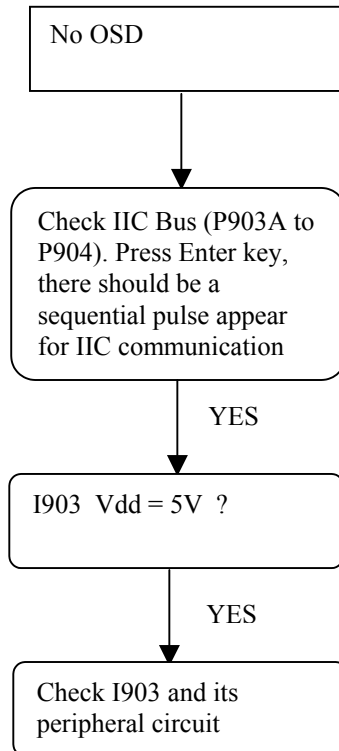 No OSD
Check IIC Bus (P903A to
P904). Press Enter key,
there should be a
sequential pulse appear
for IIC communication
YES
I903 Vdd = 5V ?
YES
Check I903 and its
peripheral circuit